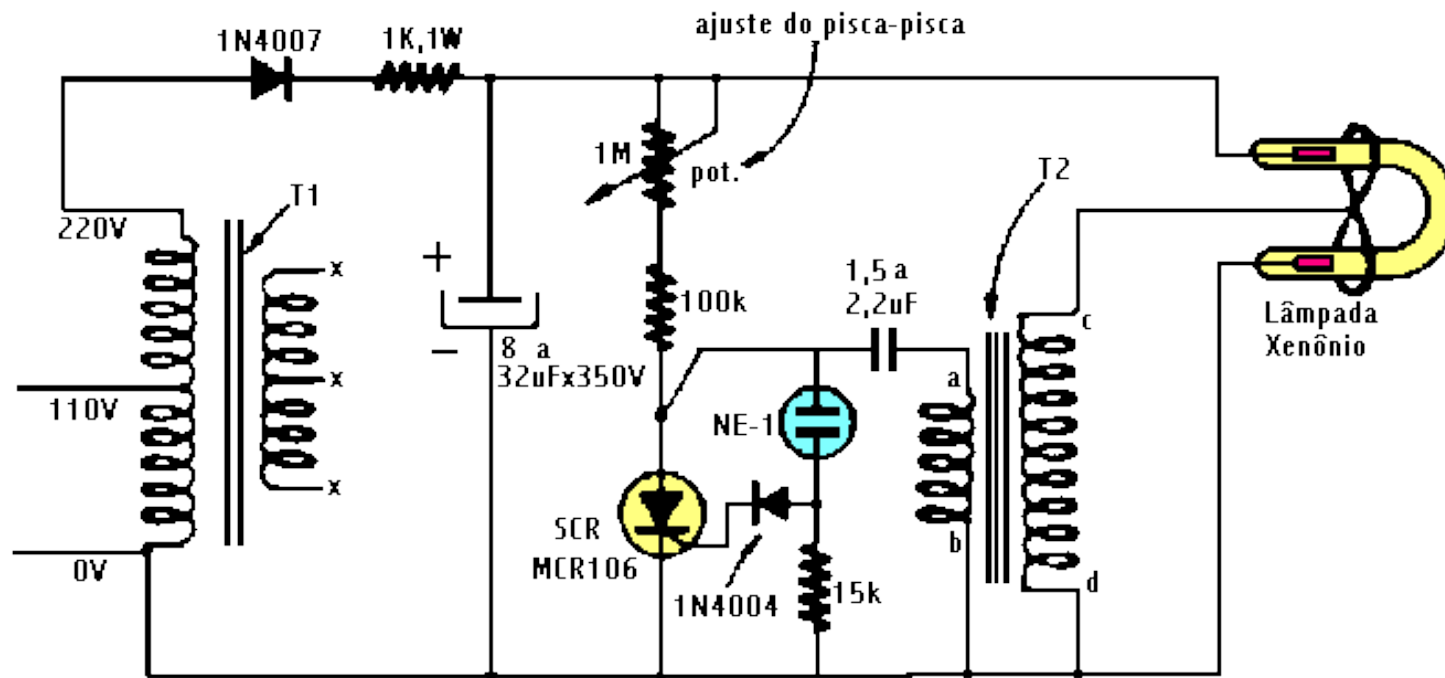 ajuste do pisca-pisca
1N4007
1K,1W
1M
pot.
T1
T2
220V
x
+
100k
1,5 a
2,2uF
Lâmpada
Xenônio
c
-
8 a
32uFx350V
x
110V
a
NE-1
x
SCR
MCR106
b
0V
1N4004
15k
d